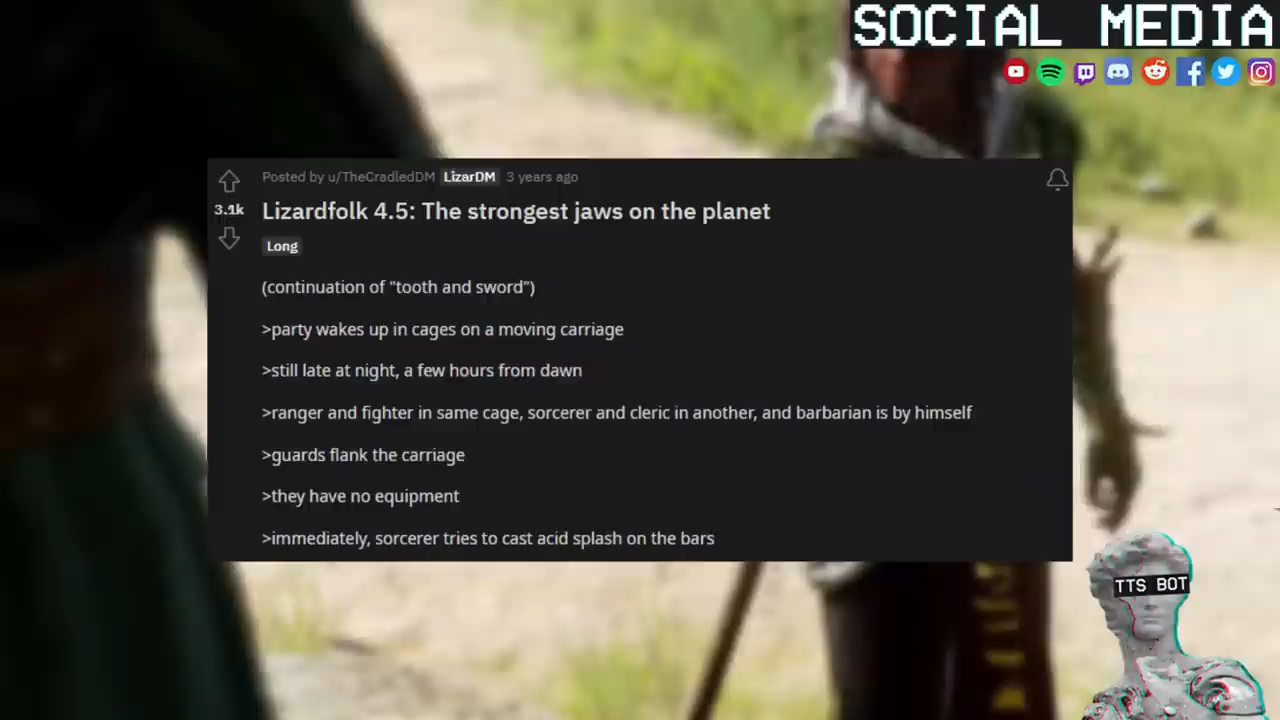 SOCIAL MEDIA
Posted by u/TheCradledDM LizarDM 3 years ago
3.1k
Lizardfolk 4.5: The strongest jaws on the planet
Long
(continuation of "tooth and sword")
>party wakes up in cages on a moving carriage
>still late at night, a few hours from dawn
>ranger and fighter in same cage, sorcerer and cleric in another, and barbarian is by himself
>guards flank the carriage
>they have no equipment
>immediately, sorcerer tries to cast acid splash on the bars
TTS BOT